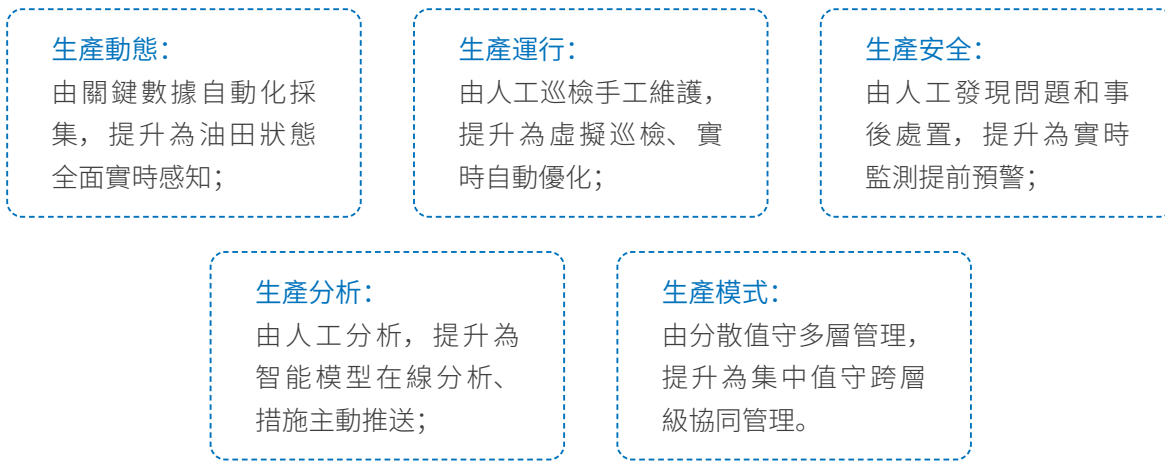 生產動態：
由關鍵數據自動化採
集，提升為油田狀態
全面實時感知；
生產運行：
由人工巡檢手工維護，
提升為虛擬巡檢、實
時自動優化；
生產安全：
由人工發現問題和事
後處置，提升為實時
監測提前預警；
生產分析：
由人工分析，提升為
智能模型在線分析、
措施主動推送；
生產模式：
由分散值守多層管理，
提升為集中值守跨層
級協同管理。